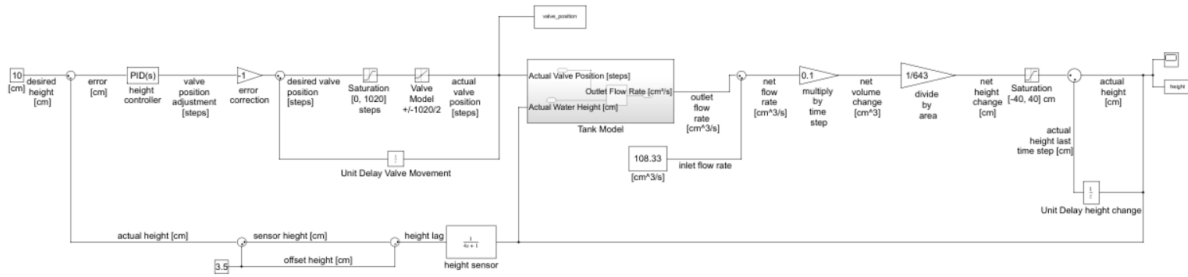 valve_position
10
[cm]
desired
height
[cm]
error
[cm]
PID(s)
height
controller
valve
position
adjustment
[steps]
-1
error
correction
desired valve
position
[steps]
Saturation
[0, 1020]
steps
Valve
Model
+/-1020/2
actual
valve
position
[steps]
Actual Valve Position [steps]
Outlet Flow Rate [cm³/s]
Actual Water Height [cm]
Tank Model
outlet
flow
rate
[cm^3/s]
108.33
[cm^3/s]
inlet flow rate
net
flow
rate
[cm^3/s]
0.1
multiply
by
time
step
net
volume
change
[cm^3]
1/643
divide
by
area
net
height
change
[cm]
Saturation
[-40, 40] cm
actual
height
[cm]
height
actual
height last
time step [cm]
Unit Delay height change
Unit Delay Valve Movement
actual height [cm]
sensor hieght [cm]
height lag
1
4s + 1
height sensor
3.5
offset height [cm]